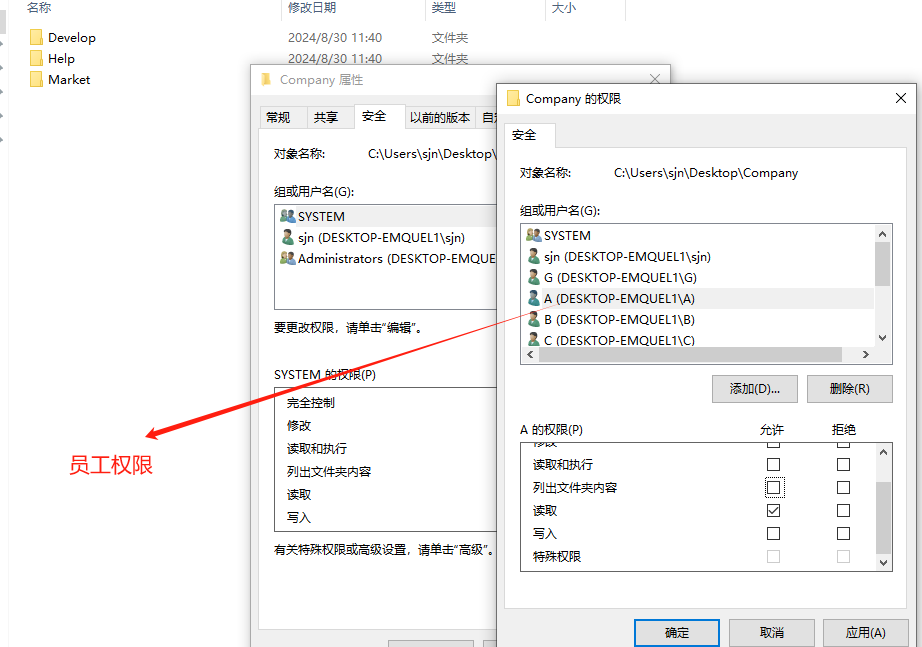 名称 修改日期 类型 大小
Develop 2024/8/30 11:40 文件夹
Help 2024/8/30 11:40 文件夹
Market
Company 属性
常规 共享 安全 以前的版本
对象名称: C:\Users\sjn\Desktop\
组或用户名(G):
SYSTEM
sjn (DESKTOP-EMQUEL1\sjn)
Administrators (DESKTOP-EMQUE
要更改权限，请单击“编辑”。
SYSTEM 的权限(P)
完全控制
修改
读取和执行
列出文件夹内容
读取
写入
有关特殊权限或高级设置，请单击“高级”。
Company 的权限
安全
对象名称: C:\Users\sjn\Desktop\Company
组或用户名(G):
SYSTEM
sjn (DESKTOP-EMQUEL1\sjn)
G (DESKTOP-EMQUEL1\G)
A (DESKTOP-EMQUEL1\A)
B (DESKTOP-EMQUEL1\B)
C (DESKTOP-EMQUEL1\C)
添加(D)... 删除(R)
A 的权限(P) 允许 拒绝
修改
读取和执行
列出文件夹内容
读取
写入
特殊权限
确定 取消 应用(A)
员工权限